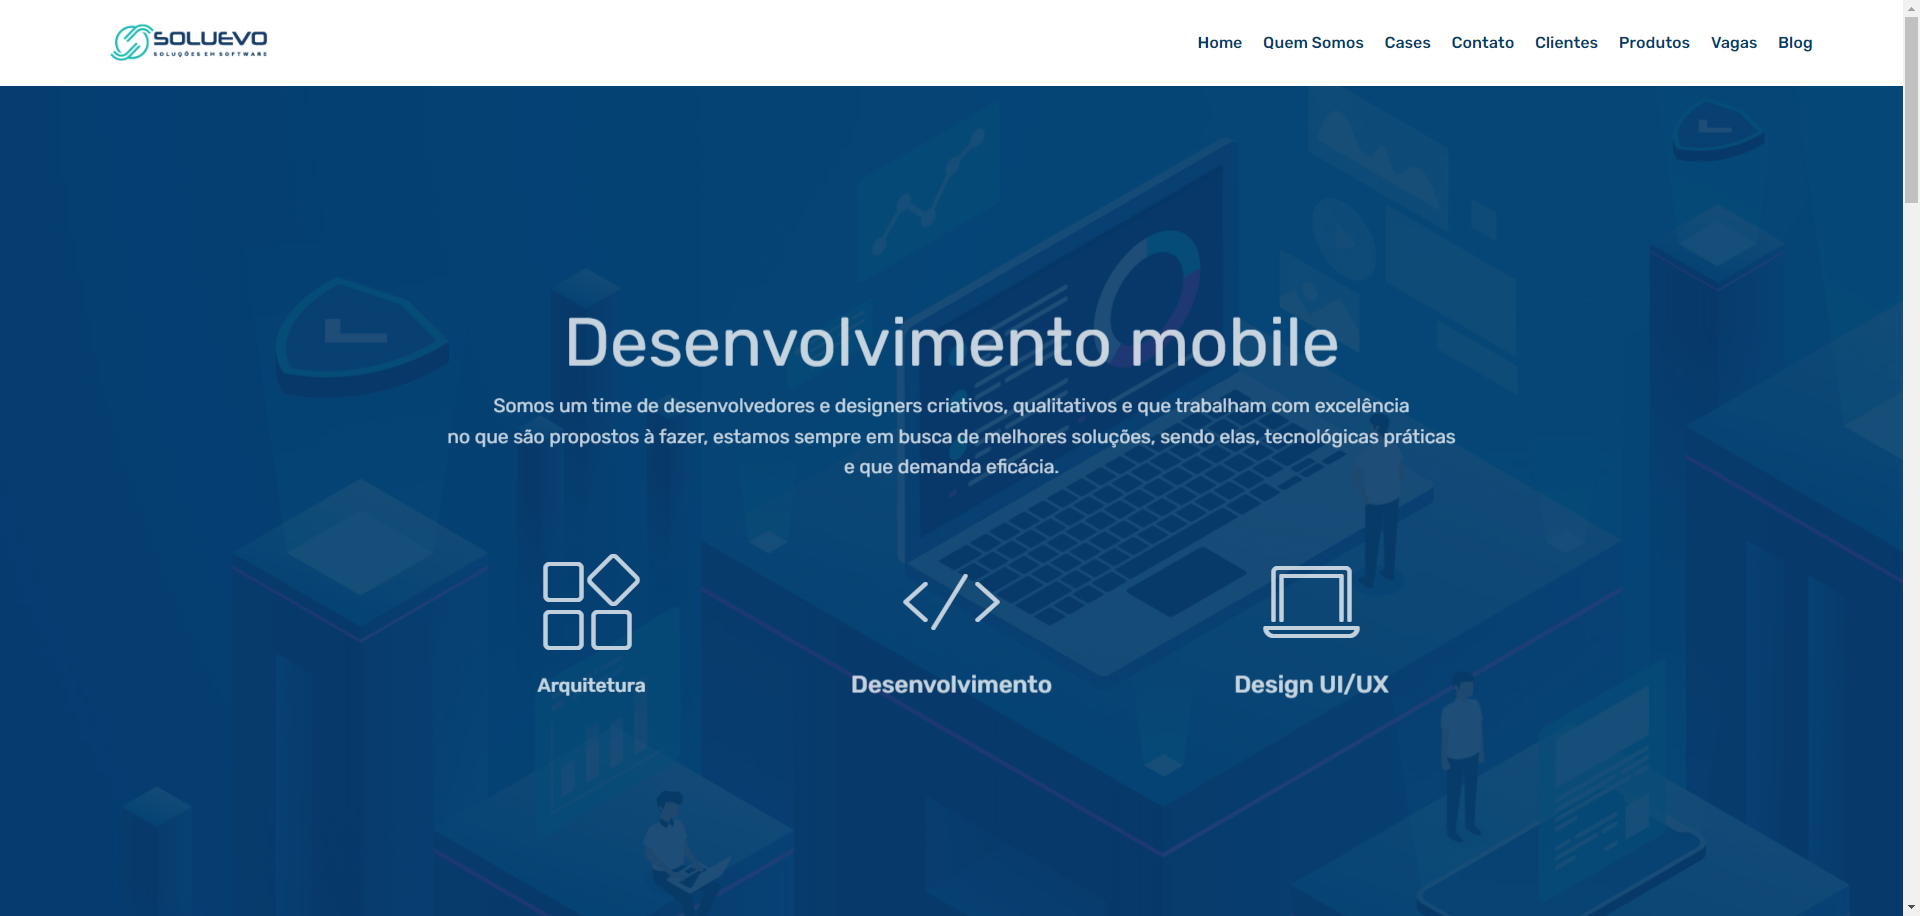 SOLUEVO
SOLUÇÕES EM SOFTWARE
Home Quem Somos Cases Contato Clientes Produtos Vagas Blog
Desenvolvimento mobile
Somos um time de desenvolvedores e designers criativos, qualitativos e que trabalham com excelência
no que são propostos à fazer, estamos sempre em busca de melhores soluções, sendo elas, tecnológicas práticas
e que demanda eficácia.
Arquitetura Desenvolvimento Design UI/UX